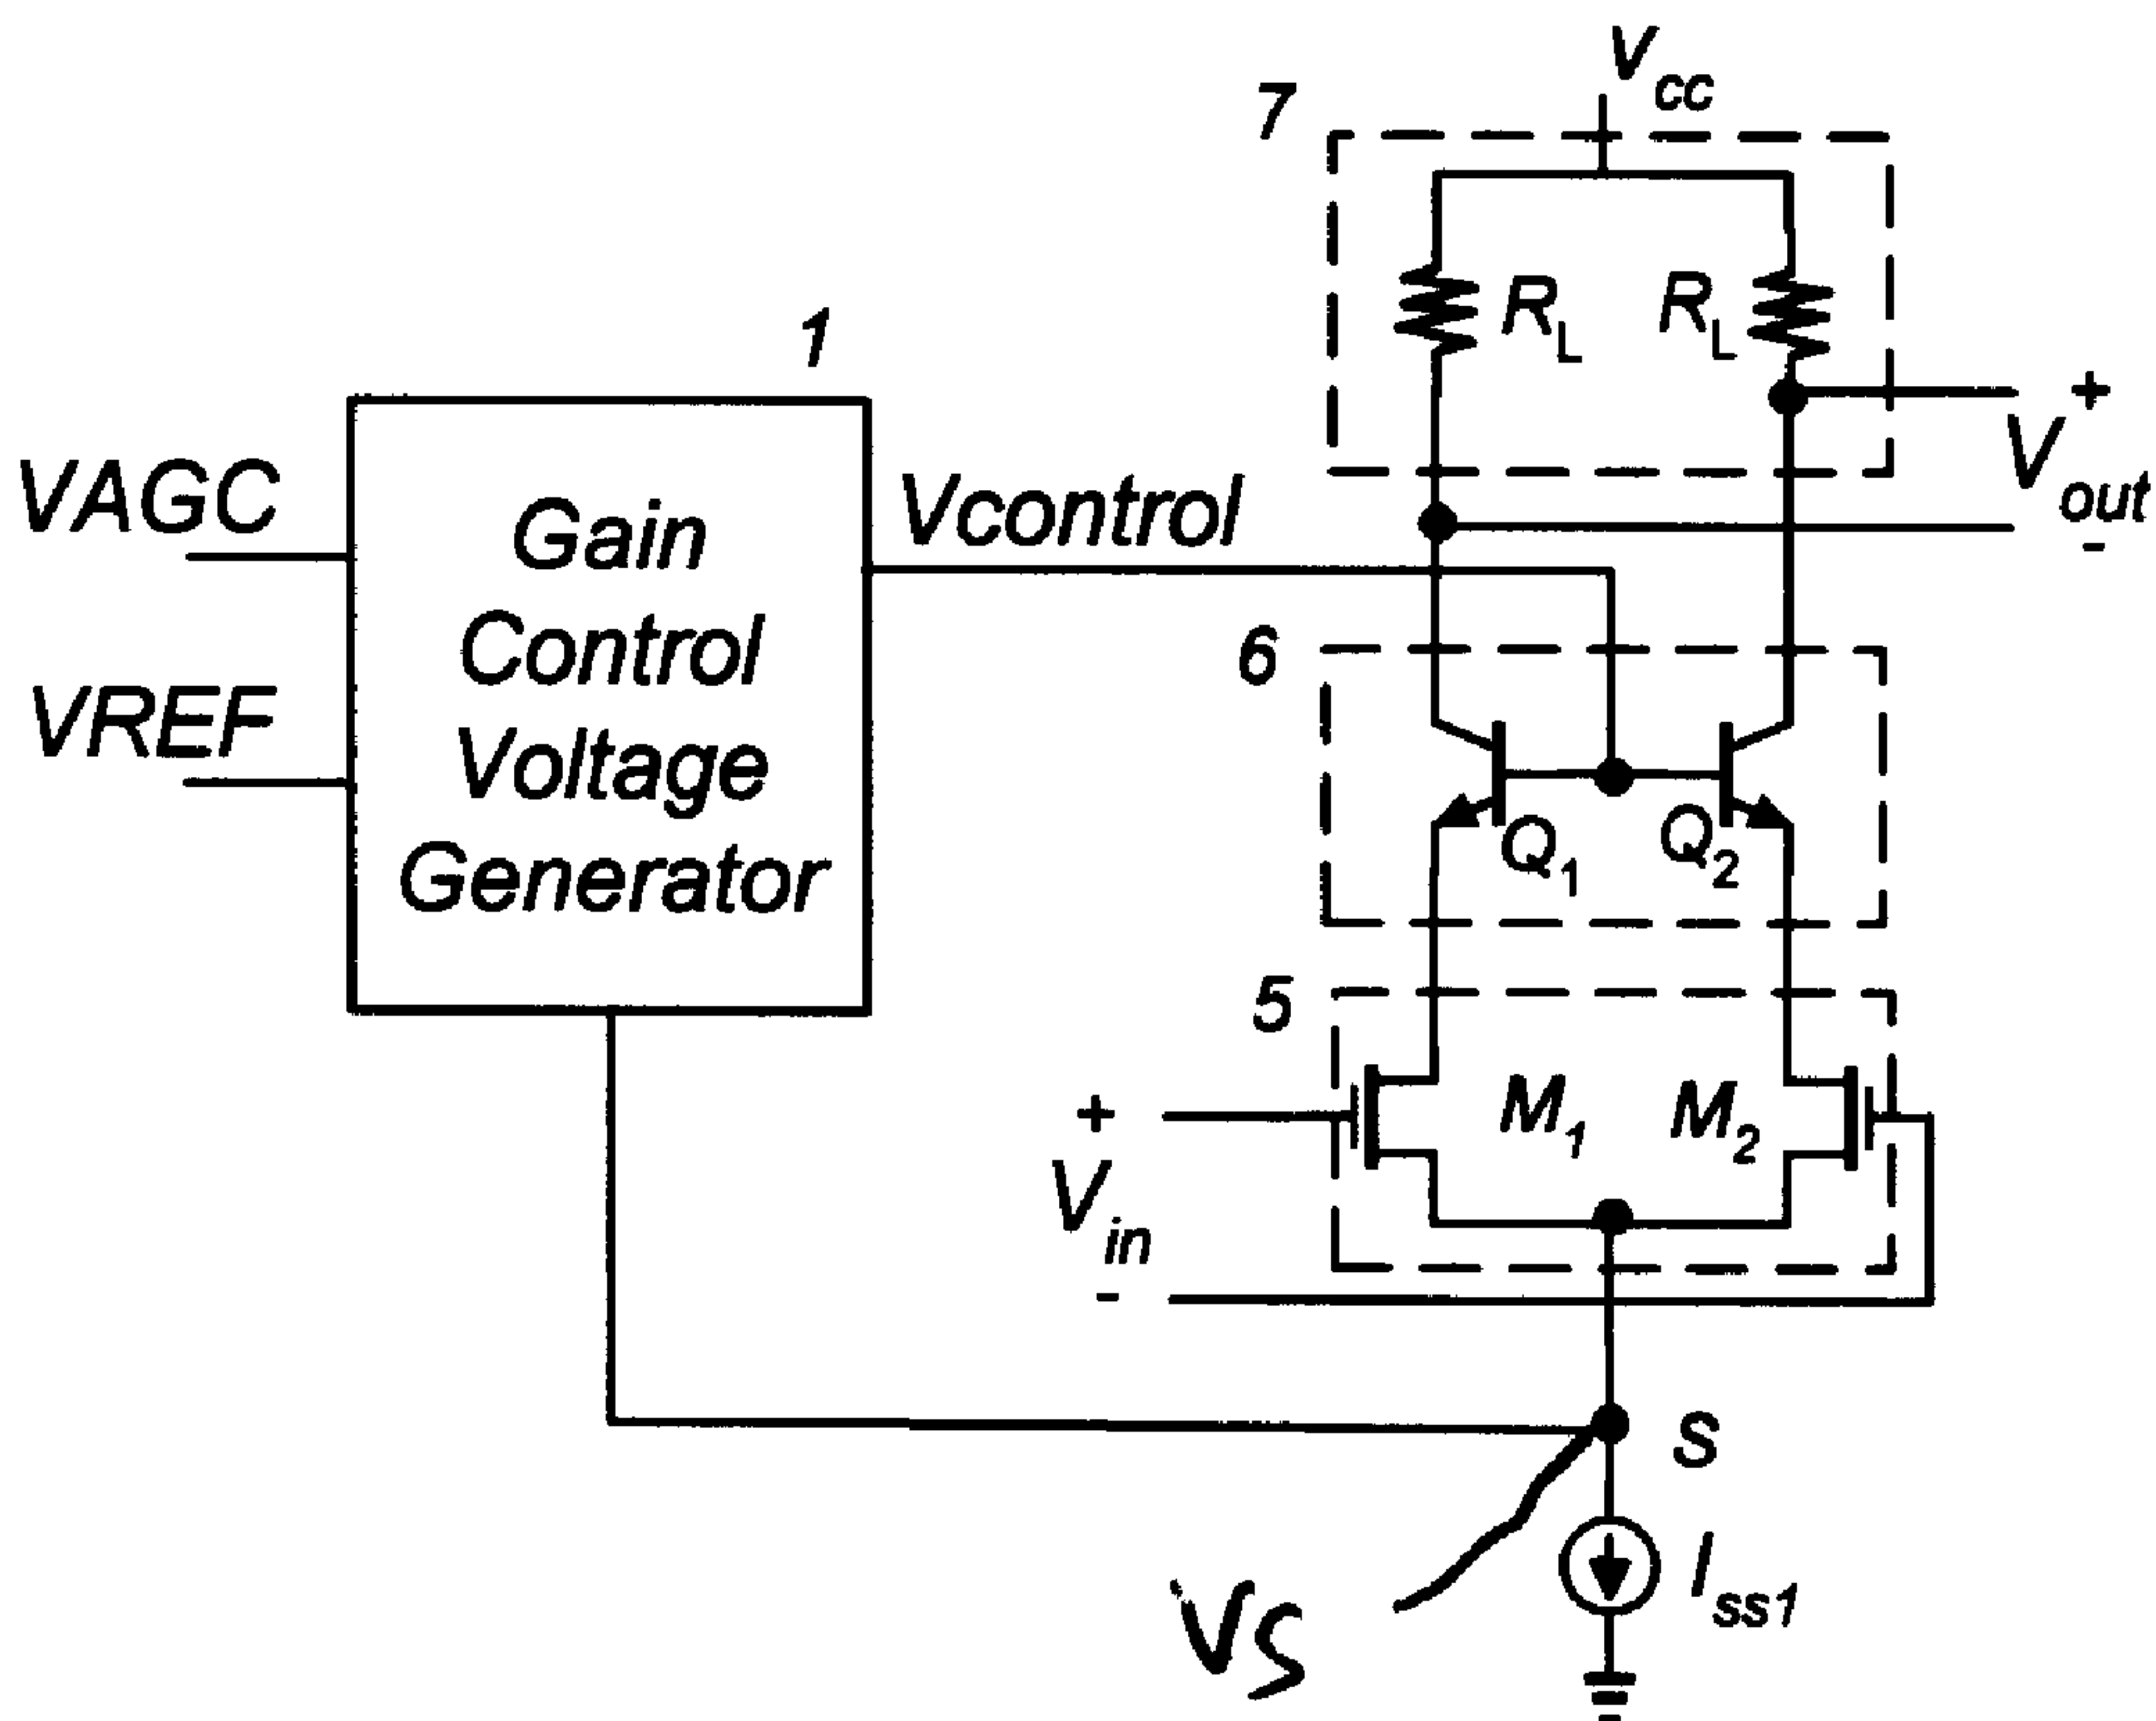 Vcc
7
RL
RL
+
Vout
-
1
VAGC
VREF
Gain
Control
Voltage
Generator
Vcontrol
6
Q1
Q2
5
M1
M2
+
Vin
-
S
Iss1
VS